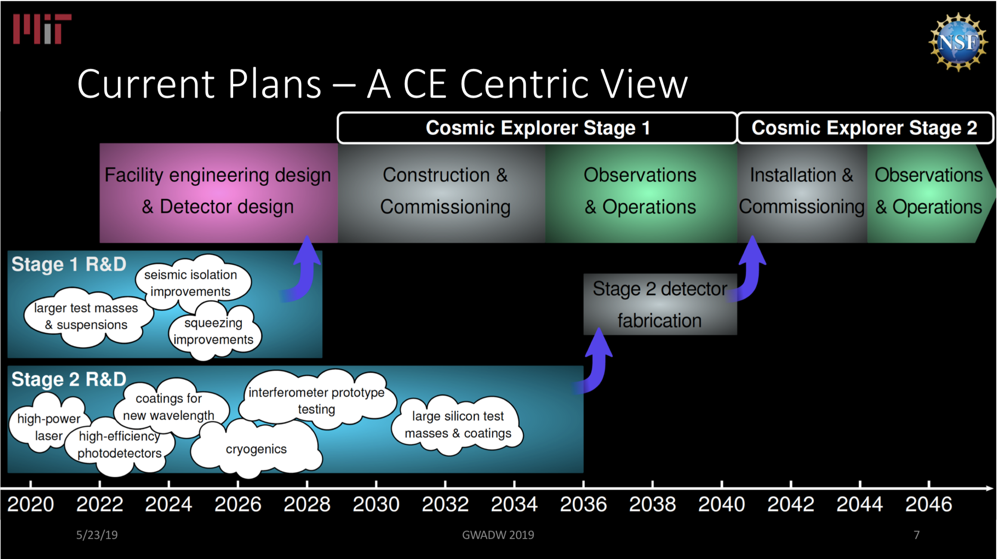 MIT
NSF
Current Plans – A CE Centric View
Cosmic Explorer Stage 1
Cosmic Explorer Stage 2
Facility engineering design
& Detector design
Construction &
Commissioning
Observations
& Operations
Installation &
Commissioning
Observations
& Operations
Stage 1 R&D
seismic isolation
improvements
larger test masses
& suspensions
squeezing
improvements
Stage 2 detector
fabrication
Stage 2 R&D
high-power
laser
high-efficiency
photodetectors
coatings for
new wavelength
interferometer prototype
testing
cryogenics
large silicon test
masses & coatings
2020 2022 2024 2026 2028 2030 2032 2034 2036 2038 2040 2042 2044 2046
5/23/19
GWADW 2019
7